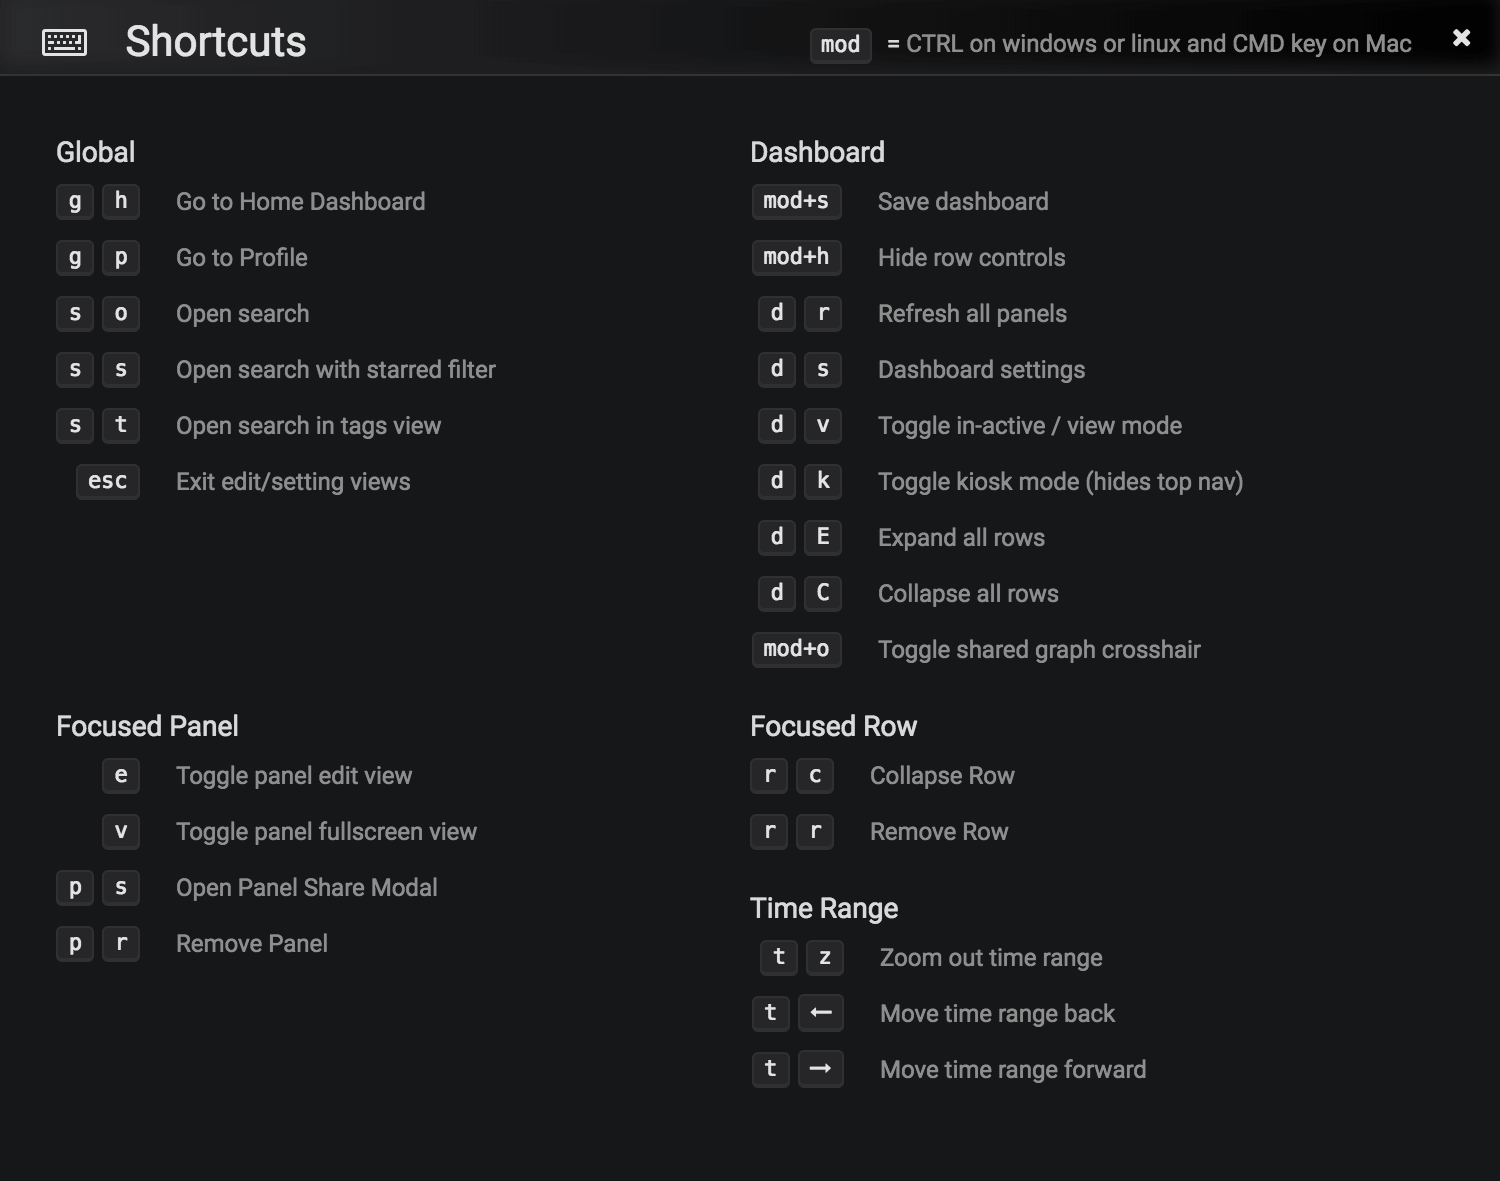 Shortcuts
mod = CTRL on windows or linux and CMD key on Mac
Global
g h Go to Home Dashboard
g p Go to Profile
s o Open search
s s Open search with starred filter
s t Open search in tags view
esc Exit edit/setting views
Dashboard
mod+s Save dashboard
mod+h Hide row controls
d r Refresh all panels
d s Dashboard settings
d v Toggle in-active / view mode
d k Toggle kiosk mode (hides top nav)
d E Expand all rows
d C Collapse all rows
mod+o Toggle shared graph crosshair
Focused Panel
e Toggle panel edit view
v Toggle panel fullscreen view
p s Open Panel Share Modal
p r Remove Panel
Focused Row
r c Collapse Row
r r Remove Row
Time Range
t z Zoom out time range
t ← Move time range back
t → Move time range forward